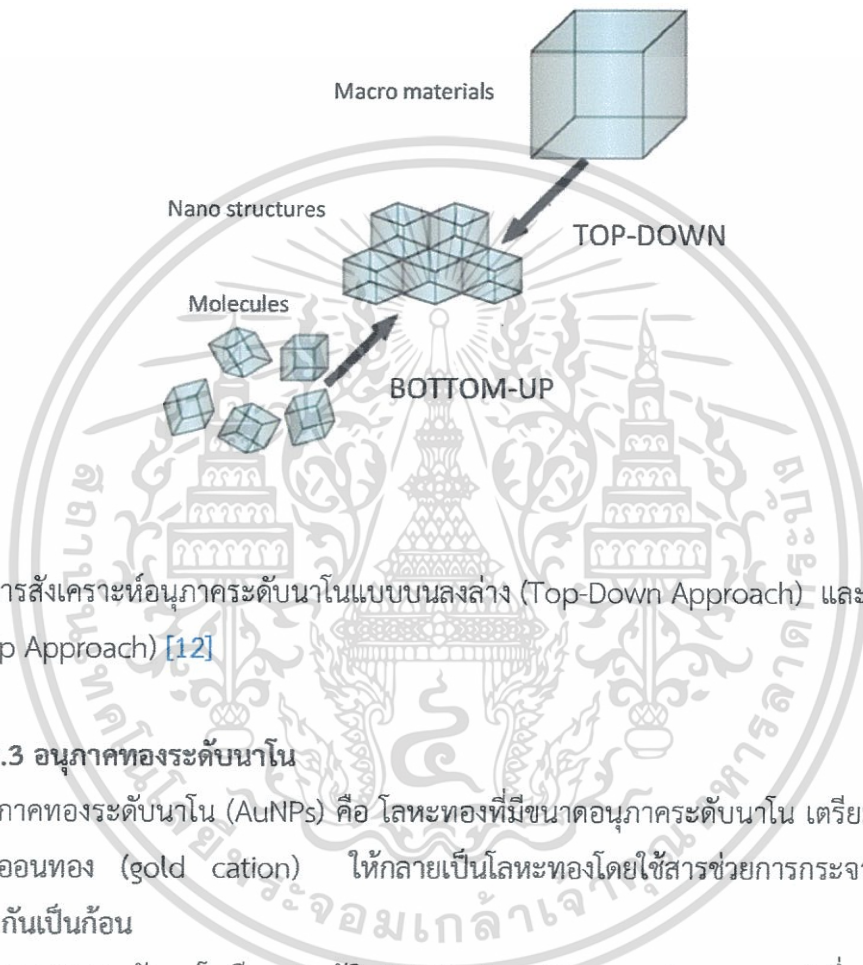 Macro materials
Nano structures
TOP-DOWN
Molecules
BOTTOM-UP
การสังเคราะห์อนุภาคระดับนาโนแบบบนลงล่าง (Top-Down Approach) และ
p Approach) [12]
.3 อนุภาคทองระดับนาโน
ภาคทองระดับนาโน (AuNPs) คือ โลหะทองที่มีขนาดอนุภาคระดับนาโน เตรีย
ออนทอง (gold cation) ให้กลายเป็นโลหะทองโดยใช้สารช่วยการกระจา
กันเป็นก้อน